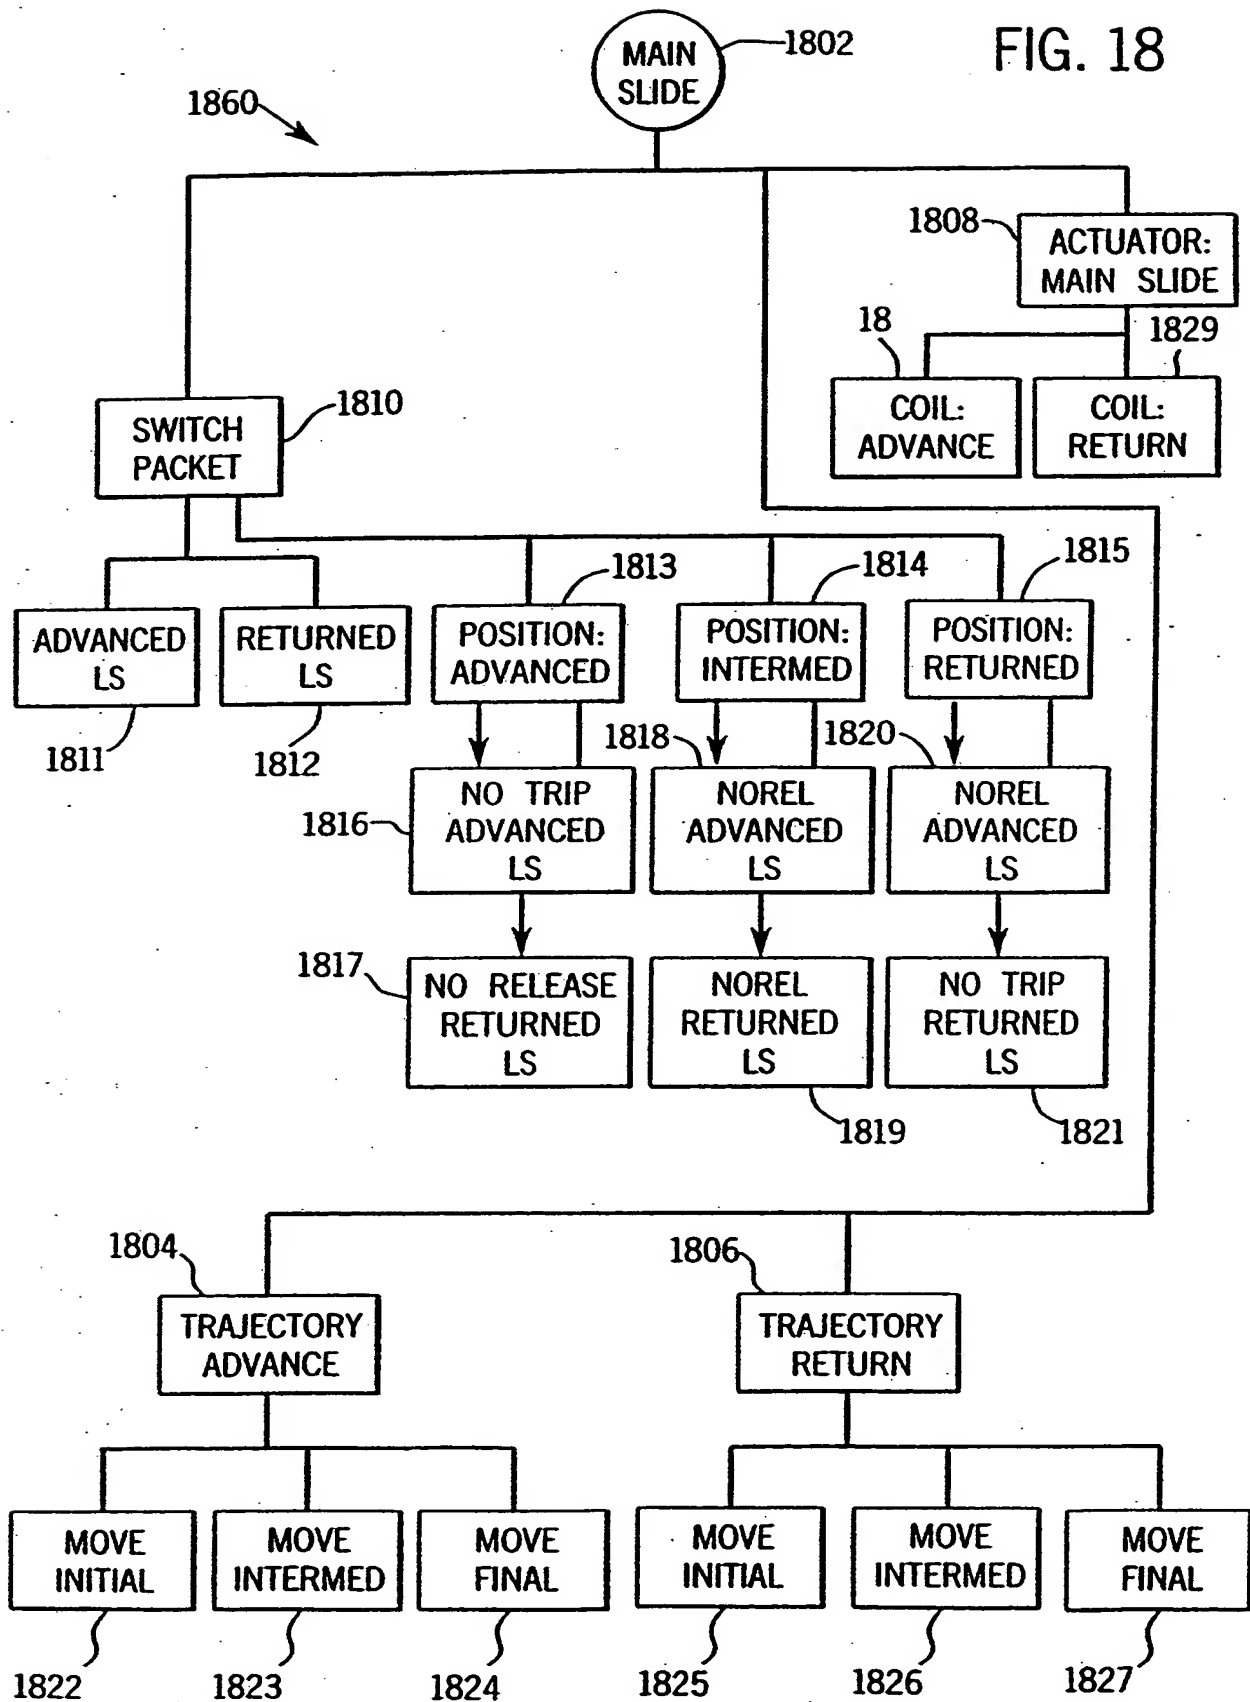 FIG. 18
MAIN
SLIDE
1802
1860
1808
ACTUATOR:
MAIN SLIDE
18
1829
COIL:
ADVANCE
COIL:
RETURN
1810
SWITCH
PACKET
1813
1814
1815
ADVANCED
LS
RETURNED
LS
POSITION:
ADVANCED
POSITION:
INTERMED
POSITION:
RETURNED
1811
1812
1816
1818
1820
NO TRIP
ADVANCED
LS
NOREL
ADVANCED
LS
NOREL
ADVANCED
LS
1817
NO RELEASE
RETURNED
LS
NOREL
RETURNED
LS
NO TRIP
RETURNED
LS
1819
1821
1804
1806
TRAJECTORY
ADVANCE
TRAJECTORY
RETURN
MOVE
INITIAL
MOVE
INTERMED
MOVE
FINAL
MOVE
INITIAL
MOVE
INTERMED
MOVE
FINAL
1822
1823
1824
1825
1826
1827